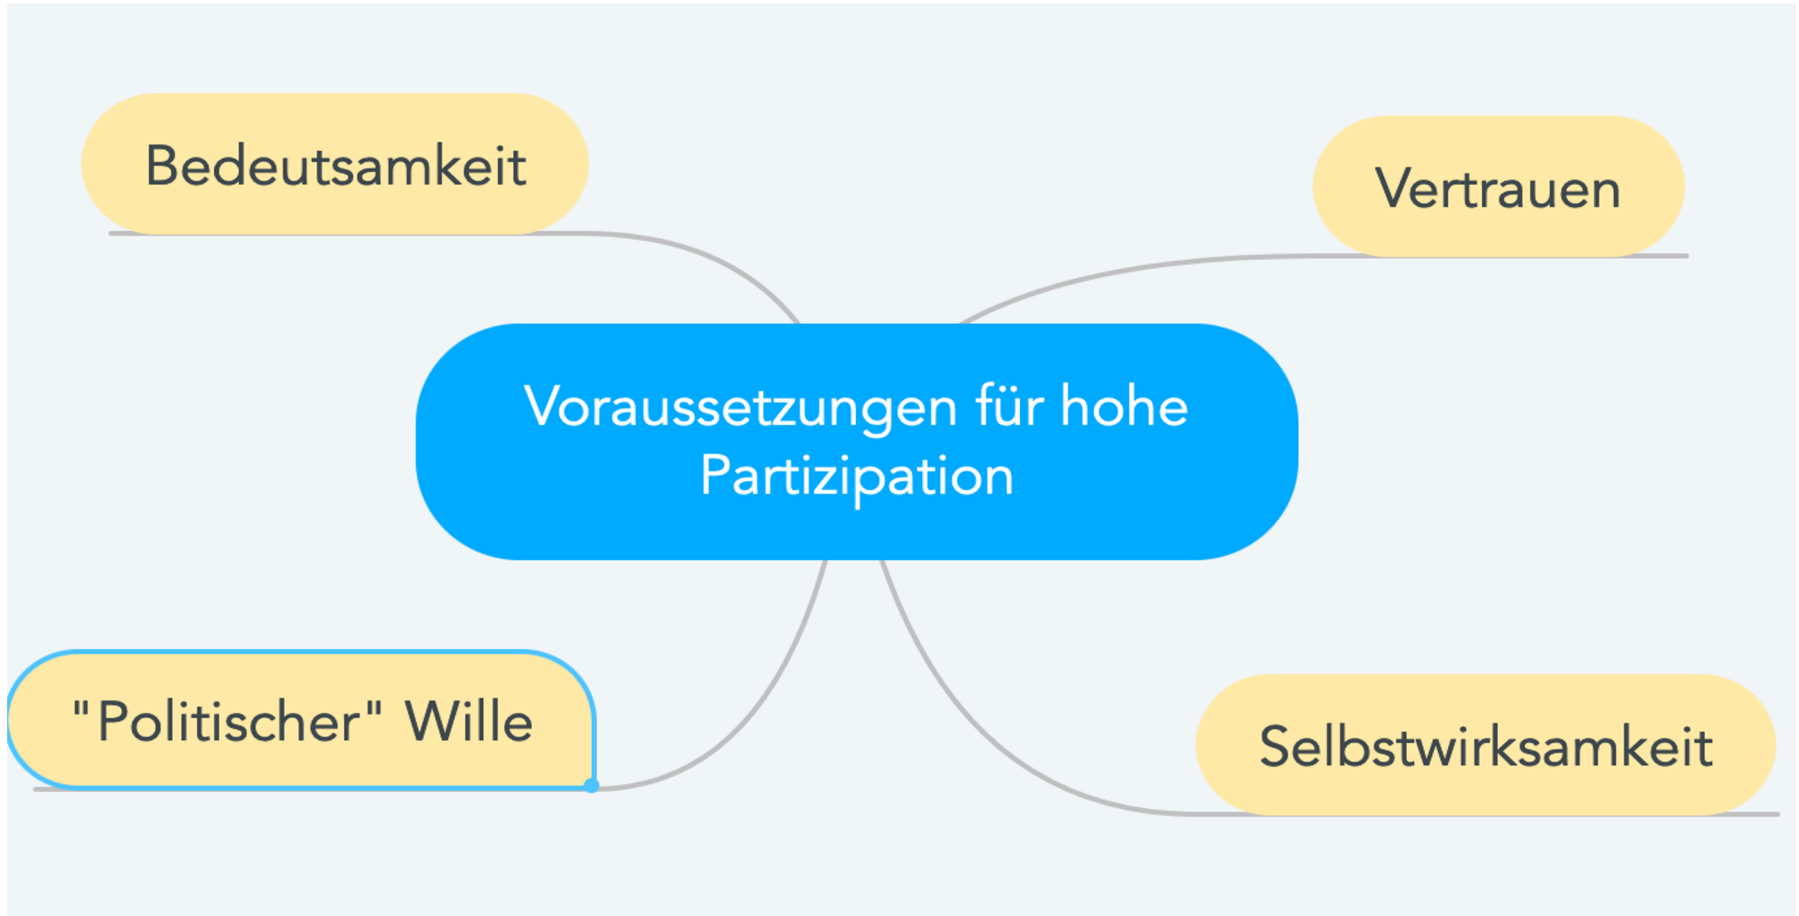 Bedeutsamkeit
Vertrauen
Voraussetzungen für hohe
Partizipation
"Politischer" Wille
Selbstwirksamkeit